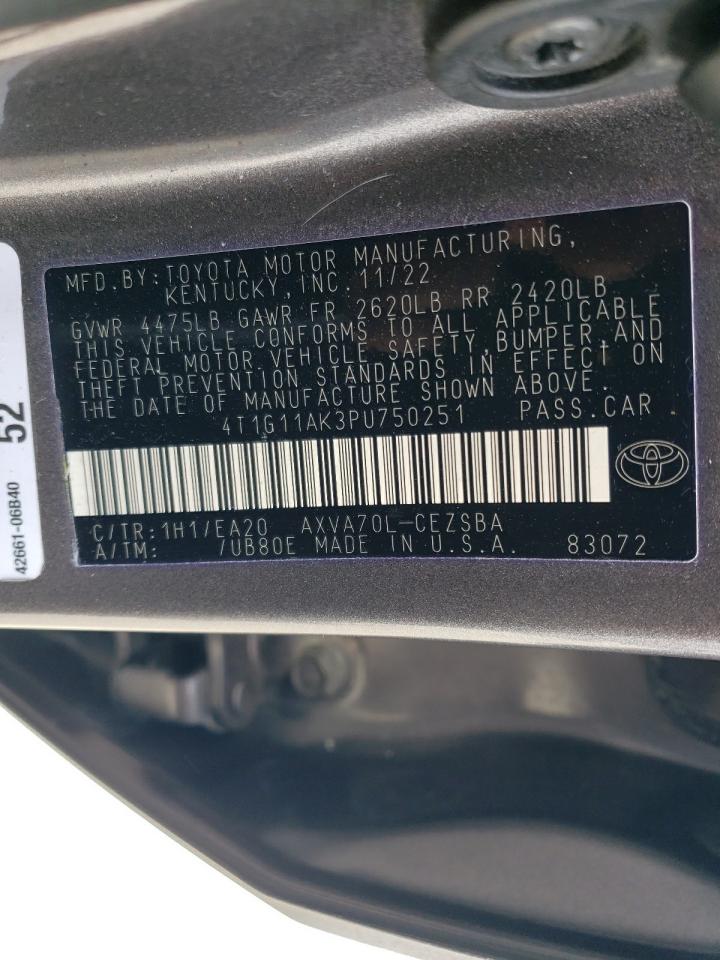 MFD.BY:TOYOTA MOTOR MANUFACTURING,
KENTUCKY,INC.11/22
GVWR 4475LB GAWR FR 2620LB RR 2420LB
THIS VEHICLE CONFORMS TO ALL APPLICABLE
FEDERAL MOTOR VEHICLE SAFETY,BUMPER,AND
THEFT PREVENTION STANDARDS IN EFFECT ON
THE DATE OF MANUFACTURE SHOWN ABOVE.
4T1G11AK3PU750251 PASS.CAR
C/TR:1H1/EA20 AXVA70L-CEZSBA
A/TM: /UB80E MADE IN U.S.A. 83072
52
42661-06B40